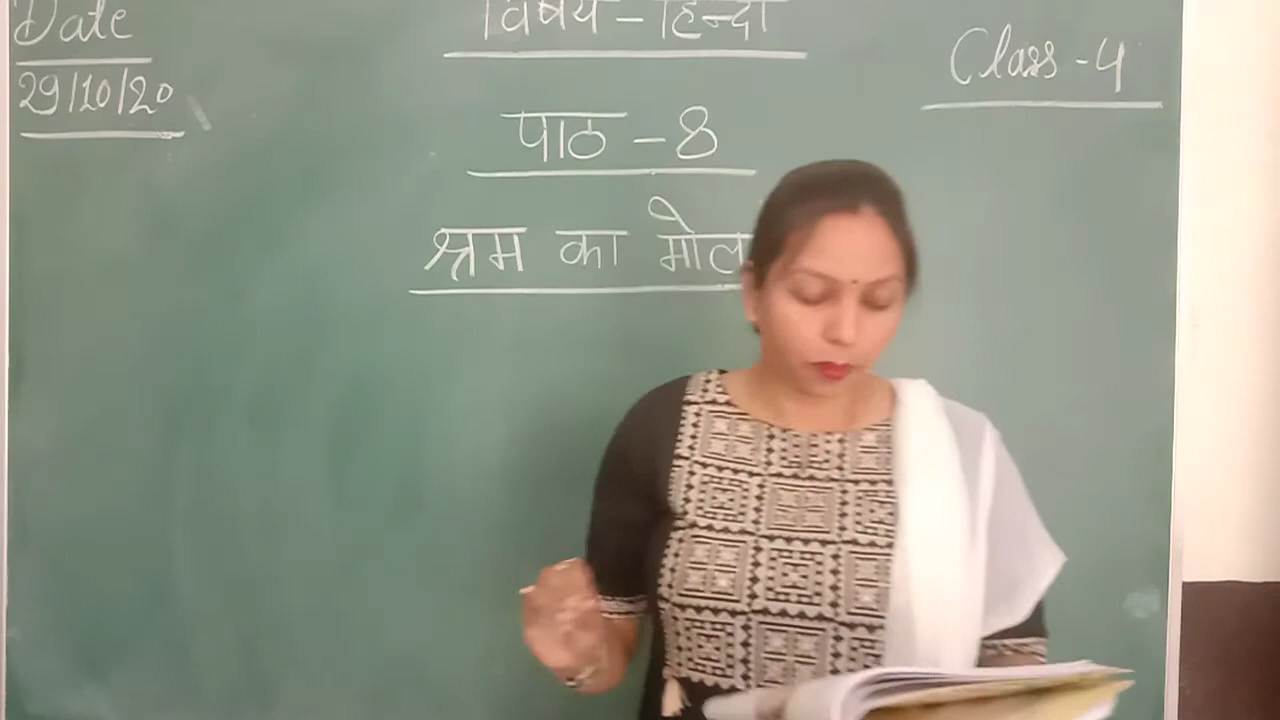 Date
29/10/20
विषय - हिन्दी
Class - 4
पाठ - 8
श्रम का मोल